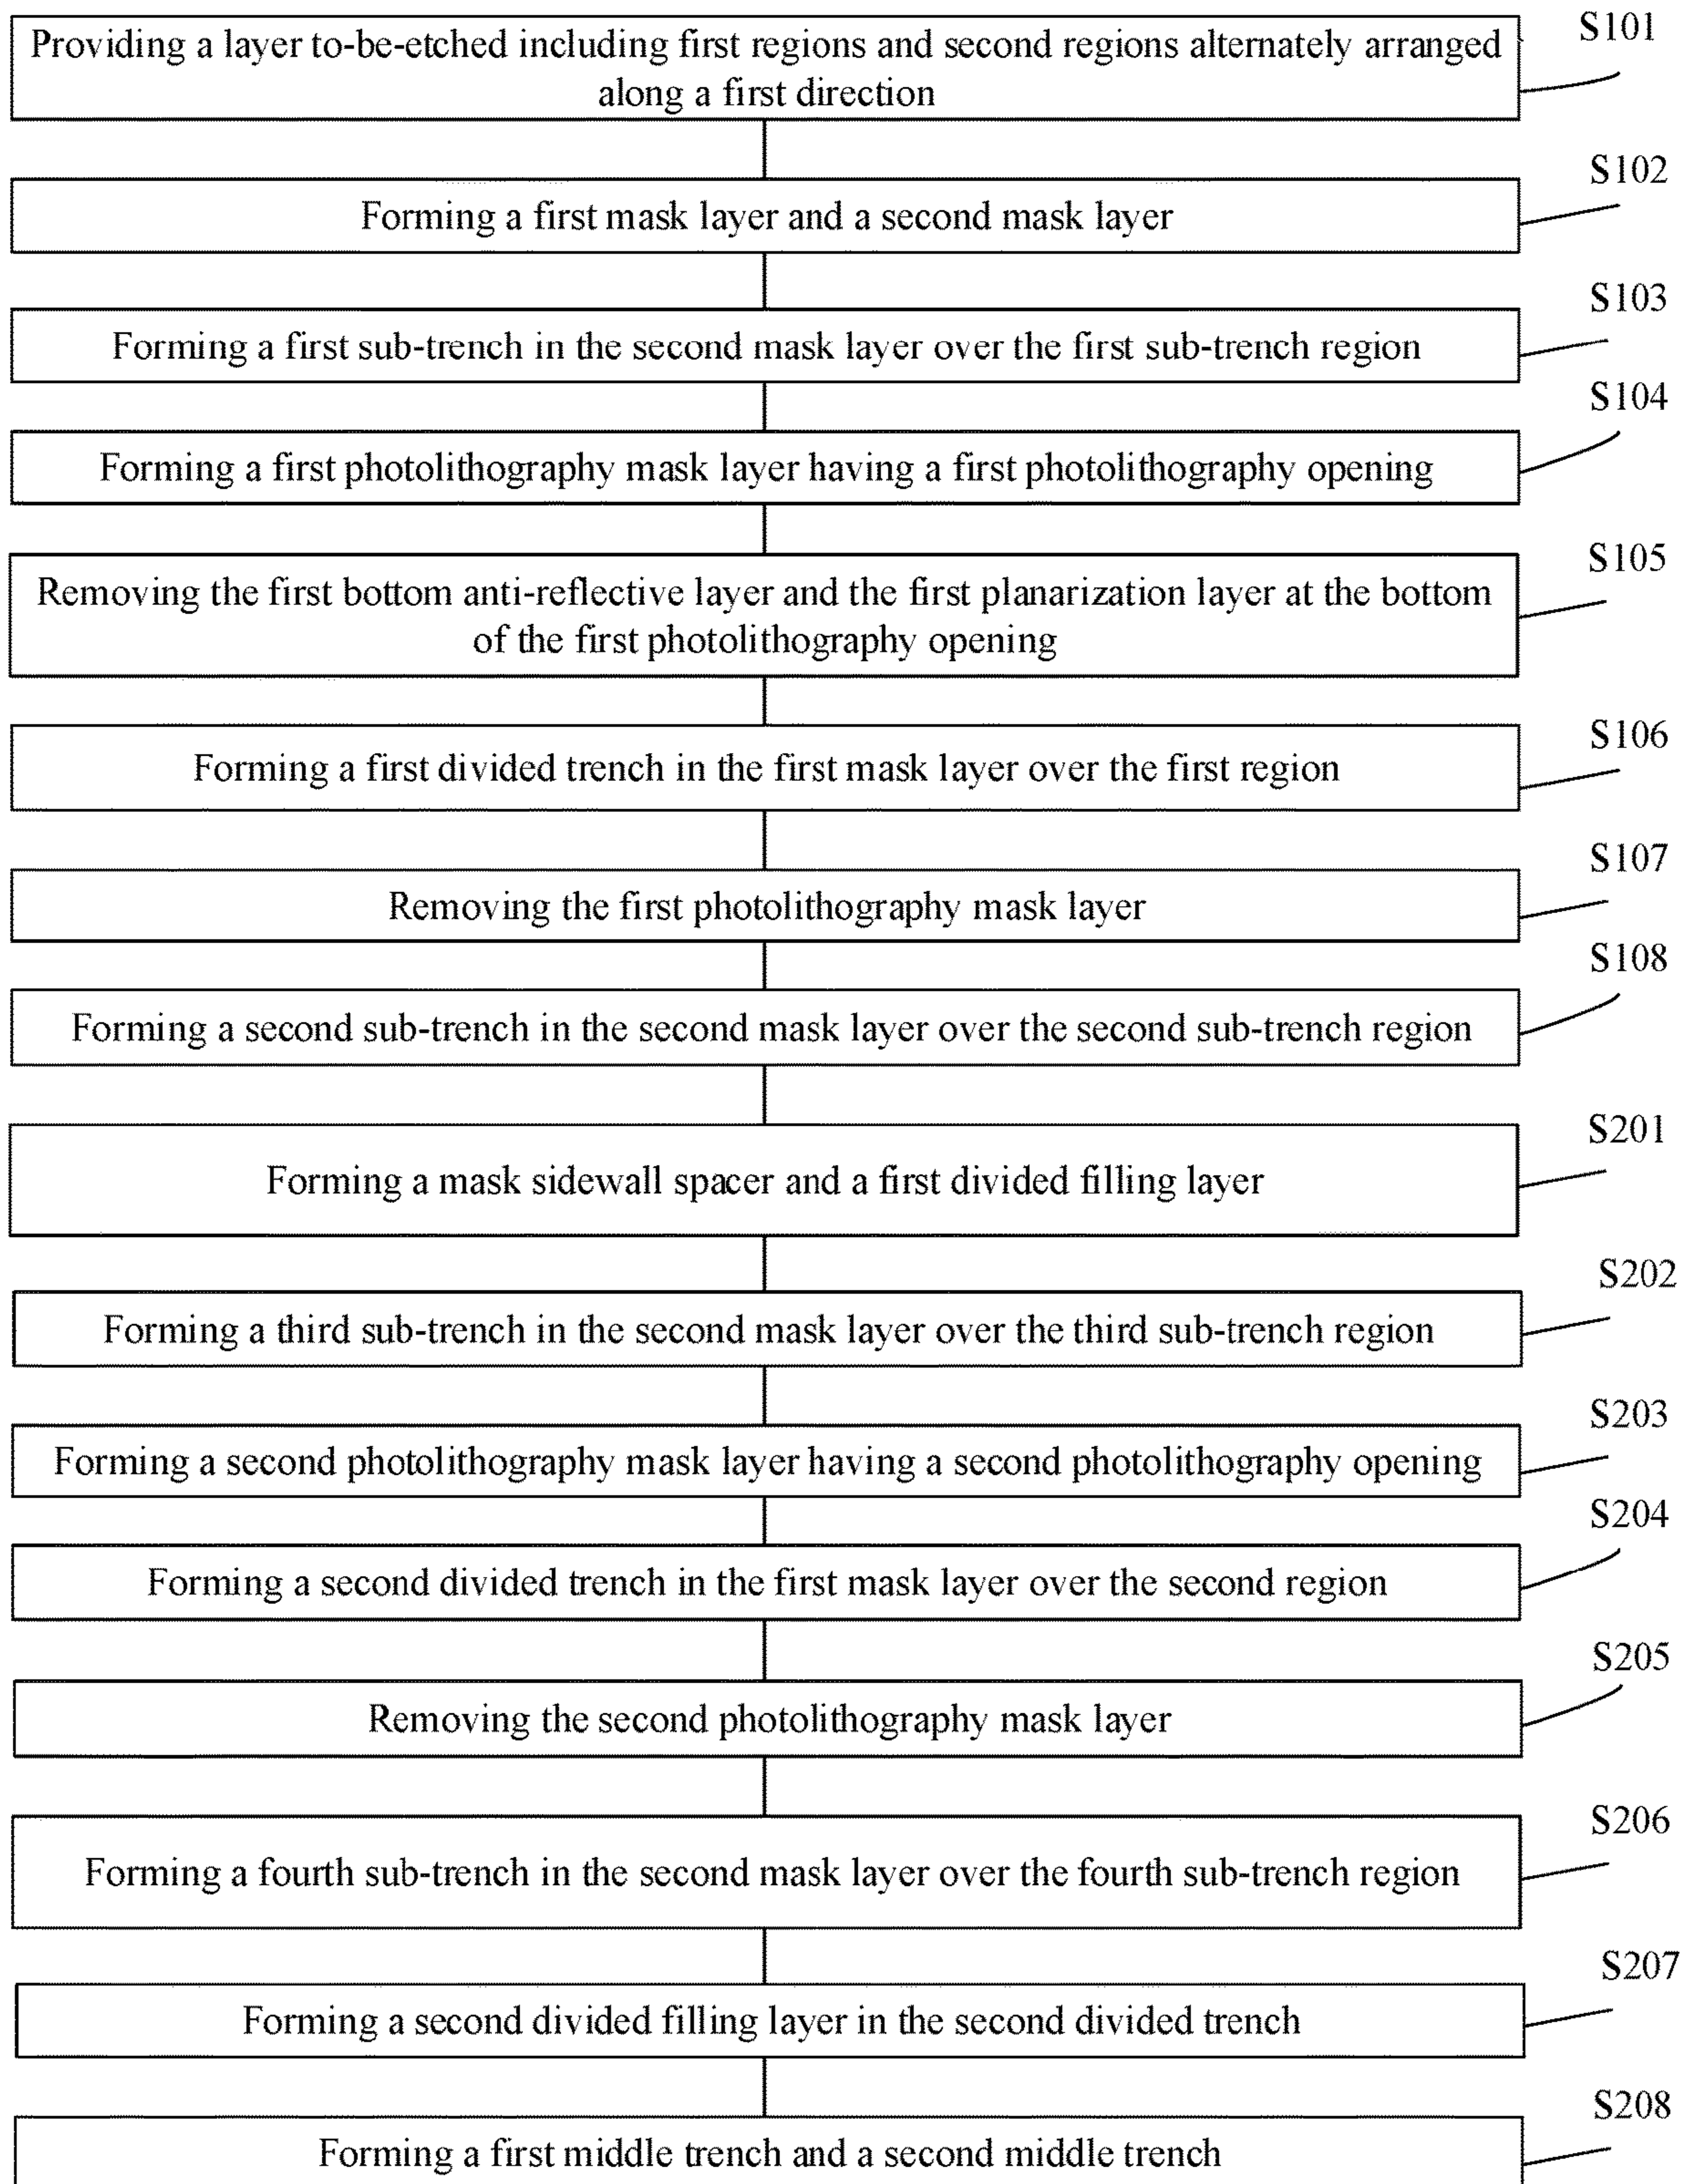 S101
Providing a layer to-be-etched including first regions and second regions alternately arranged
along a first direction
S102
Forming a first mask layer and a second mask layer
S103
Forming a first sub-trench in the second mask layer over the first sub-trench region
S104
Forming a first photolithography mask layer having a first photolithography opening
S105
Removing the first bottom anti-reflective layer and the first planarization layer at the bottom
of the first photolithography opening
S106
Forming a first divided trench in the first mask layer over the first region
S107
Removing the first photolithography mask layer
S108
Forming a second sub-trench in the second mask layer over the second sub-trench region
S201
Forming a mask sidewall spacer and a first divided filling layer
S202
Forming a third sub-trench in the second mask layer over the third sub-trench region
S203
Forming a second photolithography mask layer having a second photolithography opening
S204
Forming a second divided trench in the first mask layer over the second region
S205
Removing the second photolithography mask layer
S206
Forming a fourth sub-trench in the second mask layer over the fourth sub-trench region
S207
Forming a second divided filling layer in the second divided trench
S208
Forming a first middle trench and a second middle trench